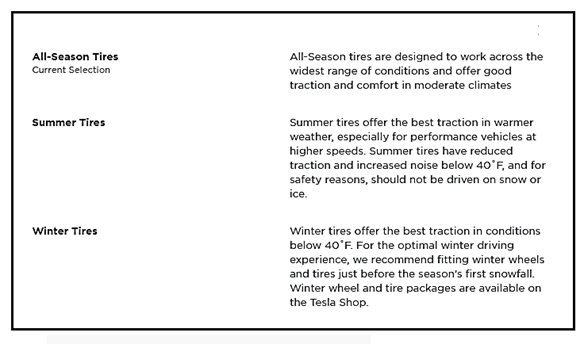 All-Season Tires
Current Selection
All-Season tires are designed to work across the
widest range of conditions and offer good
traction and comfort in moderate climates
Summer Tires
Summer tires offer the best traction in warmer
weather, especially for performance vehicles at
higher speeds. Summer tires have reduced
traction and increased noise below 40˚F, and for
safety reasons, should not be driven on snow or
ice.
Winter Tires
Winter tires offer the best traction in conditions
below 40˚F. For the optimal winter driving
experience, we recommend fitting winter wheels
and tires just before the season's first snowfall.
Winter wheel and tire packages are available on
the Tesla Shop.